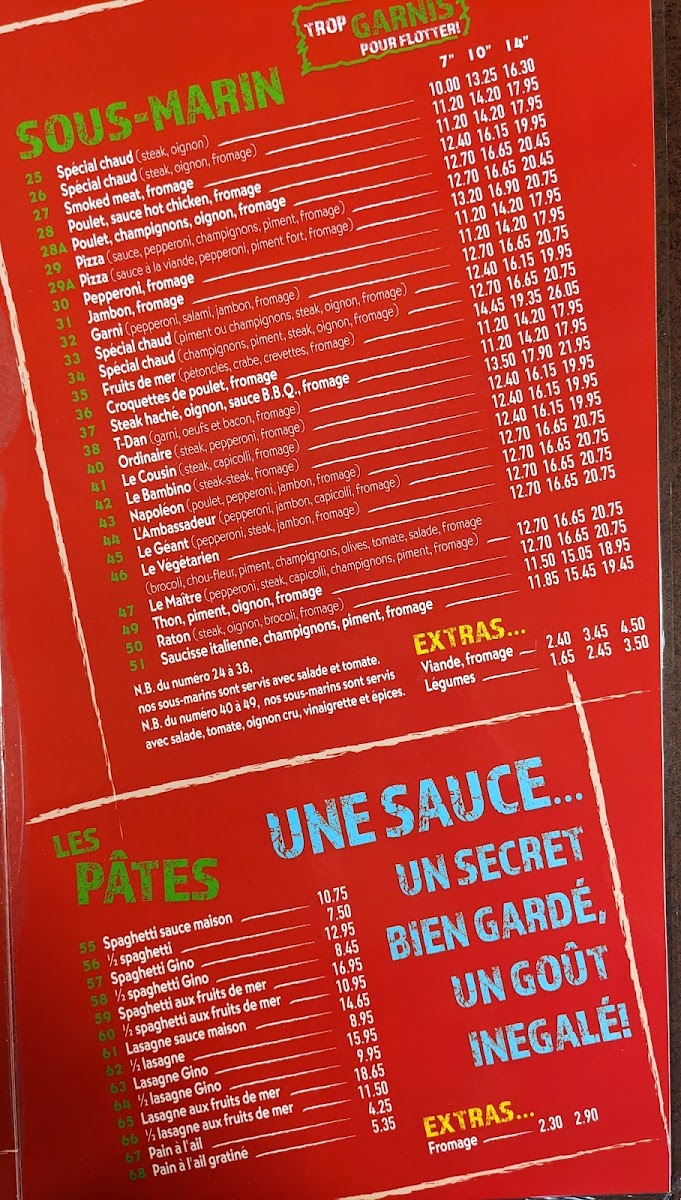 TROP GARNIS
POUR FLOTTER!
SOUS-MARIN
7" 10" 14"
25 Spécial chaud (steak, oignon) 10.00 13.25 16.30
26 Spécial chaud (steak, oignon, fromage) 11.20 14.20 17.95
27 Smoked meat, fromage 11.20 14.20 17.95
28 Poulet, sauce hot chicken, fromage 12.40 16.15 19.95
28A Poulet, champignons, oignon, fromage 12.70 16.65 20.45
29 Pizza (sauce, pepperoni, champignons, piment, fromage) 12.70 16.65 20.45
29A Pizza (sauce à la viande, pepperoni, piment fort, fromage) 13.20 16.90 20.75
30 Pepperoni, fromage 11.20 14.20 17.95
31 Jambon, fromage 11.20 14.20 17.95
32 Garni (pepperoni, salami, jambon, fromage) 12.70 16.65 20.75
33 Spécial chaud (piment ou champignons, steak, oignon, fromage) 12.40 16.15 19.95
34 Spécial chaud (champignons, piment, steak, oignon, fromage) 12.70 16.65 20.75
35 Fruits de mer (pétoncles, crabe, crevettes, fromage) 14.45 19.35 26.05
36 Croquettes de poulet, fromage 11.20 14.20 17.95
37 Steak haché, oignon, sauce B.B.Q., fromage 11.20 14.20 17.95
38 T-Dan (garni, oeufs et bacon, fromage) 13.50 17.90 21.95
40 Ordinaire (steak, pepperoni, fromage) 12.40 16.15 19.95
41 Le Cousin (steak, capicolli, fromage) 12.40 16.15 19.95
42 Le Bambino (steak-steak, fromage) 12.40 16.15 19.95
43 Napoléon (poulet, pepperoni, jambon, fromage) 12.70 16.65 20.75
44 L'Ambassadeur (pepperoni, jambon, capicolli, fromage) 12.70 16.65 20.75
45 Le Géant (pepperoni, steak, jambon, fromage) 12.70 16.65 20.75
46 Le Végétarien 12.70 16.65 20.75
(brocoli, chou-fleur, piment, champignons, olives, tomate, salade, fromage
47 Le Maître (pepperoni, steak, capicolli, champignons, piment, fromage) 12.70 16.65 20.75
49 Thon, piment, oignon, fromage 12.70 16.65 20.75
50 Raton (steak, oignon, brocoli, fromage) 11.50 15.05 18.95
51 Saucisse italienne, champignons, piment, fromage 11.85 15.45 19.45
N.B. du numéro 24 à 38,
nos sous-marins sont servis avec salade et tomate.
N.B. du numéro 40 à 49, nos sous-marins sont servis
avec salade, tomate, oignon cru, vinaigrette et épices.
EXTRAS...
Viande, fromage 2.40 3.45 4.50
Légumes 1.65 2.45 3.50
LES
PÂTES
55 Spaghetti sauce maison 10.75
56 ½ spaghetti 7.50
57 Spaghetti Gino 12.95
58 ½ spaghetti Gino 8.45
59 Spaghetti aux fruits de mer 16.95
60 ½ spaghetti aux fruits de mer 10.95
61 Lasagne sauce maison 14.65
62 ½ lasagne 8.95
63 Lasagne Gino 15.95
64 ½ lasagne Gino 9.95
65 Lasagne aux fruits de mer 18.65
66 ½ lasagne aux fruits de mer 11.50
67 Pain à l'ail 4.25
68 Pain à l'ail gratiné 5.35
UNE SAUCE...
UN SECRET
BIEN GARDÉ,
UN GOÛT
INEGALÉ!
EXTRAS...
Fromage 2.30 2.90